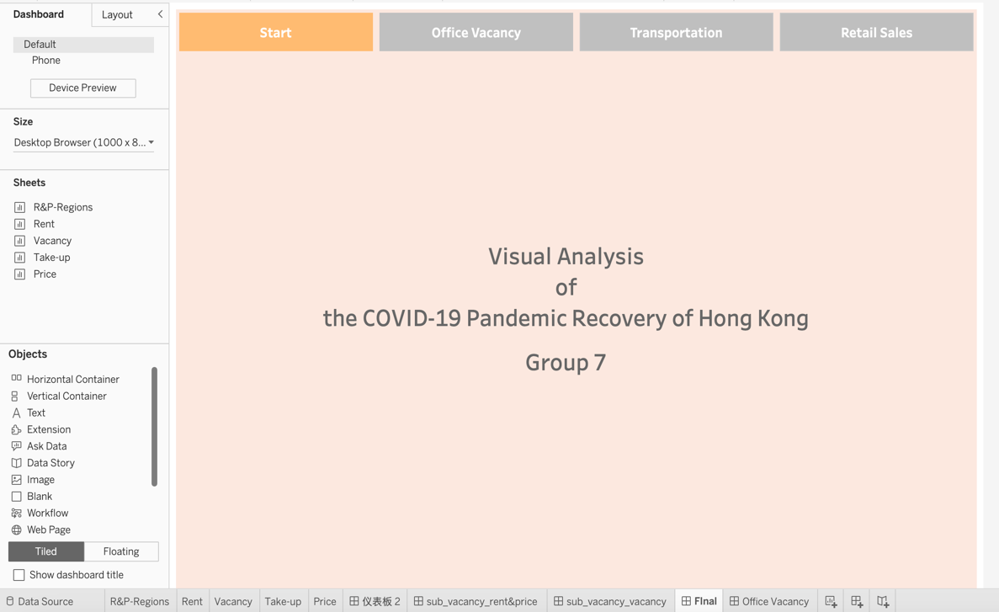 Dashboard
Layout
Default
Phone
Device Preview
Size
Desktop Browser (1000 x 8...
Sheets
R&P-Regions
Rent
Vacancy
Take-up
Price
Objects
Horizontal Container
Vertical Container
Text
Extension
Ask Data
Data Story
Image
Blank
Workflow
Web Page
Tiled
Floating
Show dashboard title
Start
Office Vacancy
Transportation
Retail Sales
Visual Analysis
of
the COVID-19 Pandemic Recovery of Hong Kong
Group 7
Data Source
R&P-Regions
Rent
Vacancy
Take-up
Price
仪表板 2
sub_vacancy_rent&price
sub_vacancy_vacancy
FInal
Office Vacancy